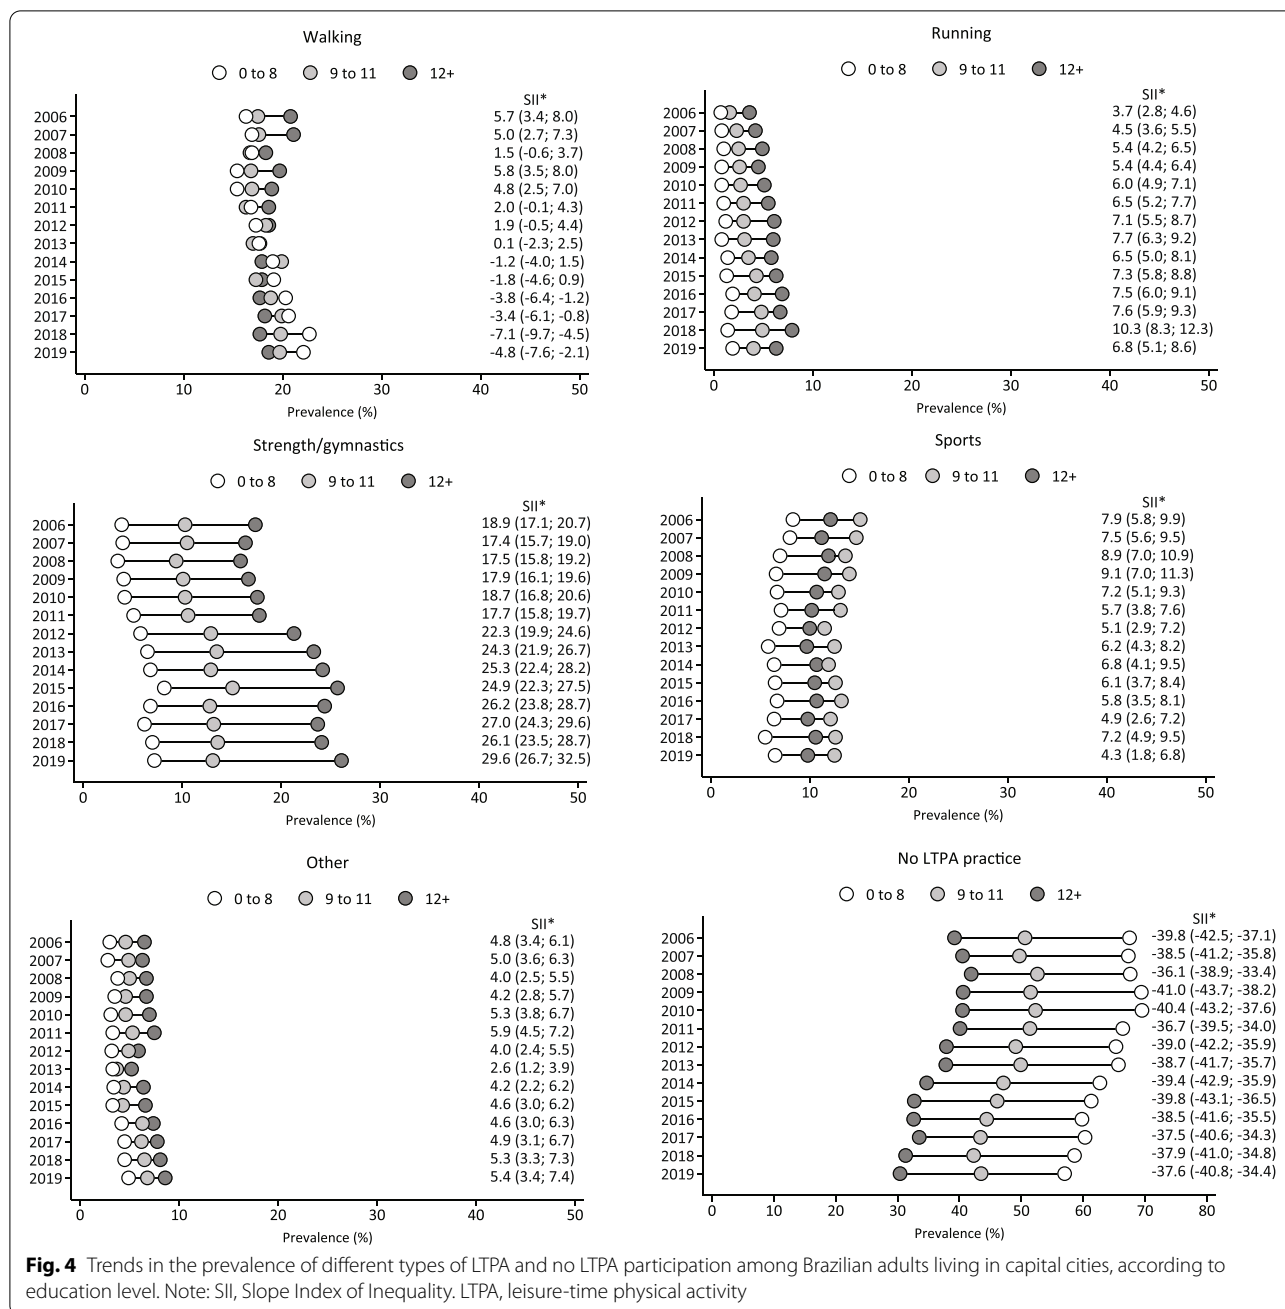 Walking
0 to 8 9 to 11 12+
SII*
2006 5.7 (3.4; 8.0)
2007 5.0 (2.7; 7.3)
2008 1.5 (-0.6; 3.7)
2009 5.8 (3.5; 8.0)
2010 4.8 (2.5; 7.0)
2011 2.0 (-0.1; 4.3)
2012 1.9 (-0.5; 4.4)
2013 0.1 (-2.3; 2.5)
2014 -1.2 (-4.0; 1.5)
2015 -1.8 (-4.6; 0.9)
2016 -3.8 (-6.4; -1.2)
2017 -3.4 (-6.1; -0.8)
2018 -7.1 (-9.7; -4.5)
2019 -4.8 (-7.6; -2.1)
0 10 20 30 40 50
Prevalence (%)
Running
0 to 8 9 to 11 12+
SII*
2006 3.7 (2.8; 4.6)
2007 4.5 (3.6; 5.5)
2008 5.4 (4.2; 6.5)
2009 5.4 (4.4; 6.4)
2010 6.0 (4.9; 7.1)
2011 6.5 (5.2; 7.7)
2012 7.1 (5.5; 8.7)
2013 7.7 (6.3; 9.2)
2014 6.5 (5.0; 8.1)
2015 7.3 (5.8; 8.8)
2016 7.5 (6.0; 9.1)
2017 7.6 (5.9; 9.3)
2018 10.3 (8.3; 12.3)
2019 6.8 (5.1; 8.6)
0 10 20 30 40 50
Prevalence (%)
Strength/gymnastics
0 to 8 9 to 11 12+
SII*
2006 18.9 (17.1; 20.7)
2007 17.4 (15.7; 19.0)
2008 17.5 (15.8; 19.2)
2009 17.9 (16.1; 19.6)
2010 18.7 (16.8; 20.6)
2011 17.7 (15.8; 19.7)
2012 22.3 (19.9; 24.6)
2013 24.3 (21.9; 26.7)
2014 25.3 (22.4; 28.2)
2015 24.9 (22.3; 27.5)
2016 26.2 (23.8; 28.7)
2017 27.0 (24.3; 29.6)
2018 26.1 (23.5; 28.7)
2019 29.6 (26.7; 32.5)
0 10 20 30 40 50
Prevalence (%)
Sports
0 to 8 12+ 9 to 11
SII*
2006 7.9 (5.8; 9.9)
2007 7.5 (5.6; 9.5)
2008 8.9 (7.0; 10.9)
2009 9.1 (7.0; 11.3)
2010 7.2 (5.1; 9.3)
2011 5.7 (3.8; 7.6)
2012 5.1 (2.9; 7.2)
2013 6.2 (4.3; 8.2)
2014 6.8 (4.1; 9.5)
2015 6.1 (3.7; 8.4)
2016 5.8 (3.5; 8.1)
2017 4.9 (2.6; 7.2)
2018 7.2 (4.9; 9.5)
2019 4.3 (1.8; 6.8)
0 10 20 30 40 50
Prevalence (%)
Other
0 to 8 9 to 11 12+
SII*
2006 4.8 (3.4; 6.1)
2007 5.0 (3.6; 6.3)
2008 4.0 (2.5; 5.5)
2009 4.2 (2.8; 5.7)
2010 5.3 (3.8; 6.7)
2011 5.9 (4.5; 7.2)
2012 4.0 (2.4; 5.5)
2013 2.6 (1.2; 3.9)
2014 4.2 (2.2; 6.2)
2015 4.6 (3.0; 6.2)
2016 4.6 (3.0; 6.3)
2017 4.9 (3.1; 6.7)
2018 5.3 (3.3; 7.3)
2019 5.4 (3.4; 7.4)
0 10 20 30 40 50
Prevalence (%)
No LTPA practice
12+ 9 to 11 0 to 8
SII*
2006 -39.8 (-42.5; -37.1)
2007 -38.5 (-41.2; -35.8)
2008 -36.1 (-38.9; -33.4)
2009 -41.0 (-43.7; -38.2)
2010 -40.4 (-43.2; -37.6)
2011 -36.7 (-39.5; -34.0)
2012 -39.0 (-42.2; -35.9)
2013 -38.7 (-41.7; -35.7)
2014 -39.4 (-42.9; -35.9)
2015 -39.8 (-43.1; -36.5)
2016 -38.5 (-41.6; -35.5)
2017 -37.5 (-40.6; -34.3)
2018 -37.9 (-41.0; -34.8)
2019 -37.6 (-40.8; -34.4)
0 10 20 30 40 50 60 70 80
Prevalence (%)
Fig. 4 Trends in the prevalence of different types of LTPA and no LTPA participation among Brazilian adults living in capital cities, according to
education level. Note: SII, Slope Index of Inequality. LTPA, leisure-time physical activity